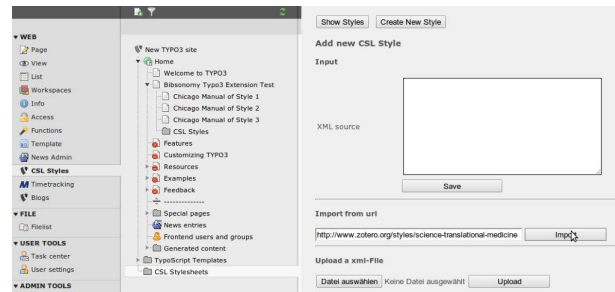 WEB
Page
View
List
Workspaces
Info
Access
Functions
Template
News Admin
CSL Styles
Timetracking
Blogs
FILE
Filelist
USER TOOLS
Task center
User settings
ADMIN TOOLS
New TYPO3 site
Home
Welcome to TYPO3
Bibsonomy Typo3 Extension Test
Chicago Manual of Style 1
Chicago Manual of Style 2
Chicago Manual of Style 3
CSL Styles
Features
Customizing TYPO3
Resources
Examples
Feedback
--------------
Special pages
News entries
Frontend users and groups
Generated content
TypoScript Templates
CSL Stylesheets
Show Styles Create New Style
Add new CSL Style
Input
XML source
Save
Import from url
http://www.zotero.org/styles/science-translational-medicine Import
Upload a xml-File
Datei auswählen Keine Datei ausgewählt Upload